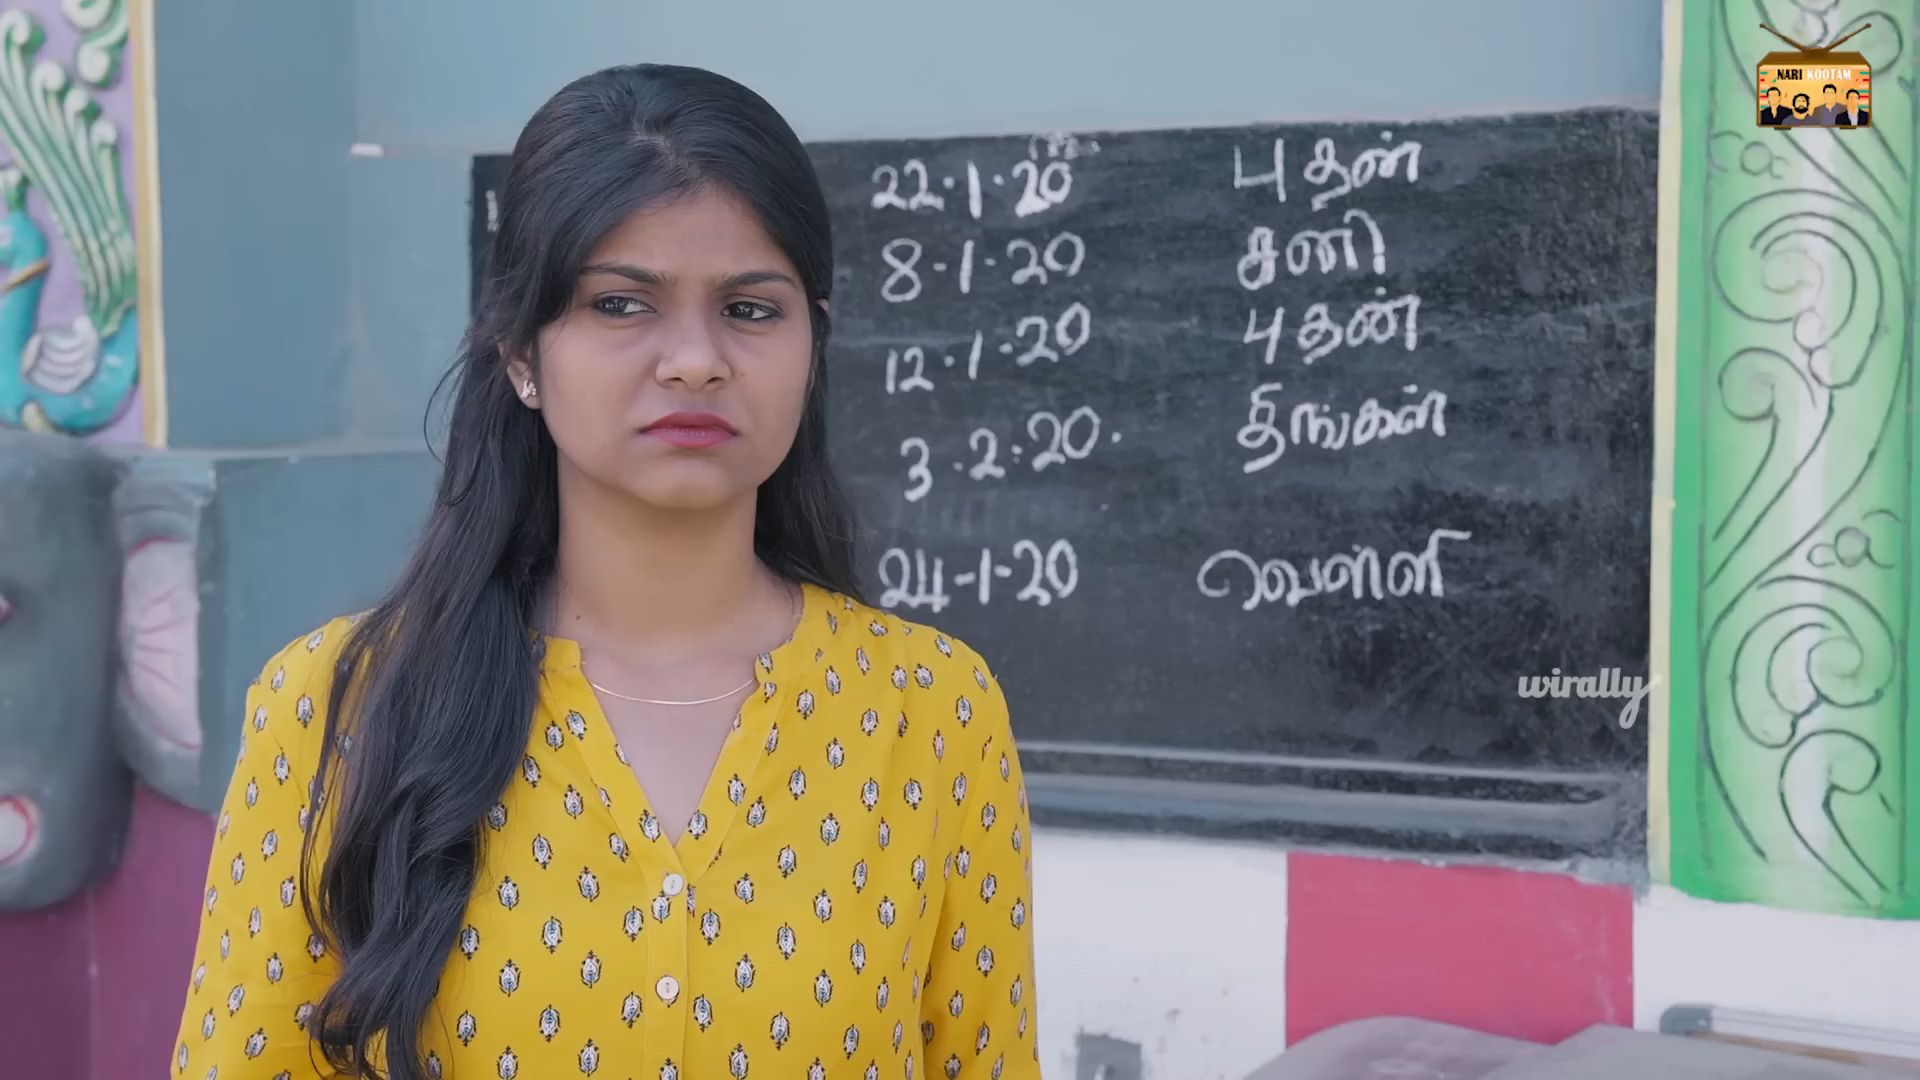 NARI KOOTAM
22.1.20 புதன்
8-1-20 சனி
12.1.20 புதன்
3.2.20. திங்கள்
24-1-20 வெள்ளி
wirally